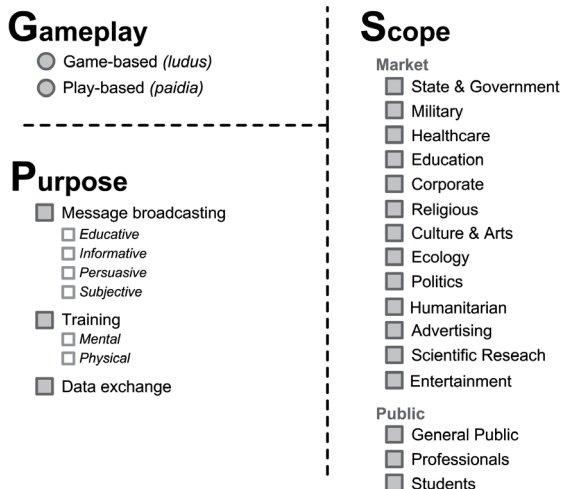 Gameplay
Game-based (ludus)
Play-based (paidia)
Purpose
Message broadcasting
Educative
Informative
Persuasive
Subjective
Training
Mental
Physical
Data exchange
Scope
Market
State & Government
Military
Healthcare
Education
Corporate
Religious
Culture & Arts
Ecology
Politics
Humanitarian
Advertising
Scientific Reseach
Entertainment
Public
General Public
Professionals
Students